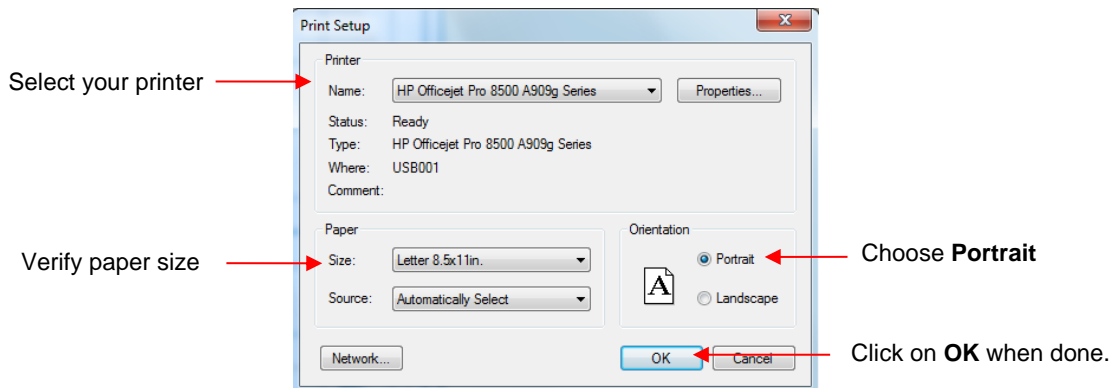 Print Setup
Printer
Select your printer
Name: HP Officejet Pro 8500 A909g Series Properties...
Status: Ready
Type: HP Officejet Pro 8500 A909g Series
Where: USB001
Comment:
Paper
Orientation
Verify paper size
Size: Letter 8.5x11in.
Portrait
Choose Portrait
Source: Automatically Select
A
Landscape
Network...
OK
Cancel
Click on OK when done.